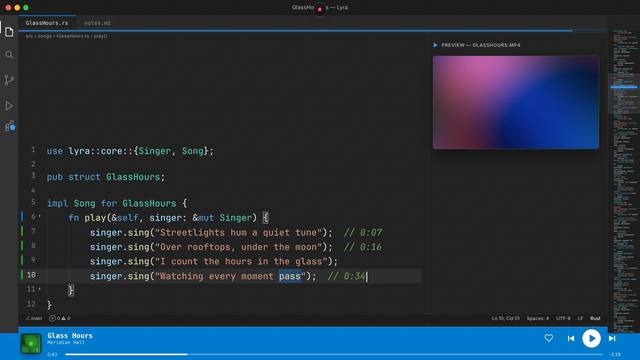 GlassHours.rs — Lyra
GlassHours.rs notes.md
src › songs › GlassHours.rs › play()
PREVIEW — GLASSHOURS.MP4
1 use lyra::core::{Singer, Song};
2
3 pub struct GlassHours;
4
5 impl Song for GlassHours {
6 fn play(&self, singer: &mut Singer) {
7 singer.sing("Streetlights hum a quiet tune"); // 0:07
8 singer.sing("Over rooftops, under the moon"); // 0:16
9 singer.sing("I count the hours in the glass");
10 singer.sing("Watching every moment pass"); // 0:34
11 }
12 }
main 0 Ln 10, Col 51 Spaces: 4 UTF-8 LF Rust
Glass Hours
Meridian Hall
0:43